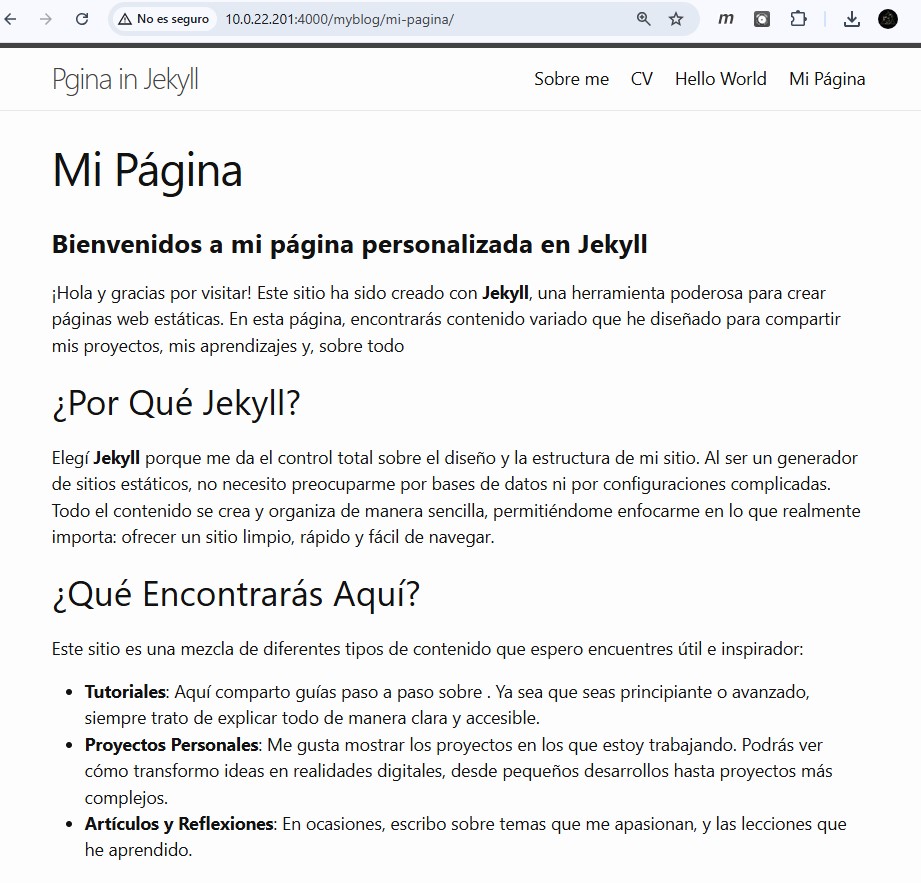 No es seguro 10.0.22.201:4000/myblog/mi-pagina/
Pgina in Jekyll
Sobre me CV Hello World Mi Página
Mi Página
Bienvenidos a mi página personalizada en Jekyll
¡Hola y gracias por visitar! Este sitio ha sido creado con Jekyll, una herramienta poderosa para crear
páginas web estáticas. En esta página, encontrarás contenido variado que he diseñado para compartir
mis proyectos, mis aprendizajes y, sobre todo
¿Por Qué Jekyll?
Elegí Jekyll porque me da el control total sobre el diseño y la estructura de mi sitio. Al ser un generador
de sitios estáticos, no necesito preocuparme por bases de datos ni por configuraciones complicadas.
Todo el contenido se crea y organiza de manera sencilla, permitiéndome enfocarme en lo que realmente
importa: ofrecer un sitio limpio, rápido y fácil de navegar.
¿Qué Encontrarás Aquí?
Este sitio es una mezcla de diferentes tipos de contenido que espero encuentres útil e inspirador:
• Tutoriales: Aquí comparto guías paso a paso sobre . Ya sea que seas principiante o avanzado,
siempre trato de explicar todo de manera clara y accesible.
• Proyectos Personales: Me gusta mostrar los proyectos en los que estoy trabajando. Podrás ver
cómo transformo ideas en realidades digitales, desde pequeños desarrollos hasta proyectos más
complejos.
• Artículos y Reflexiones: En ocasiones, escribo sobre temas que me apasionan, y las lecciones que
he aprendido.